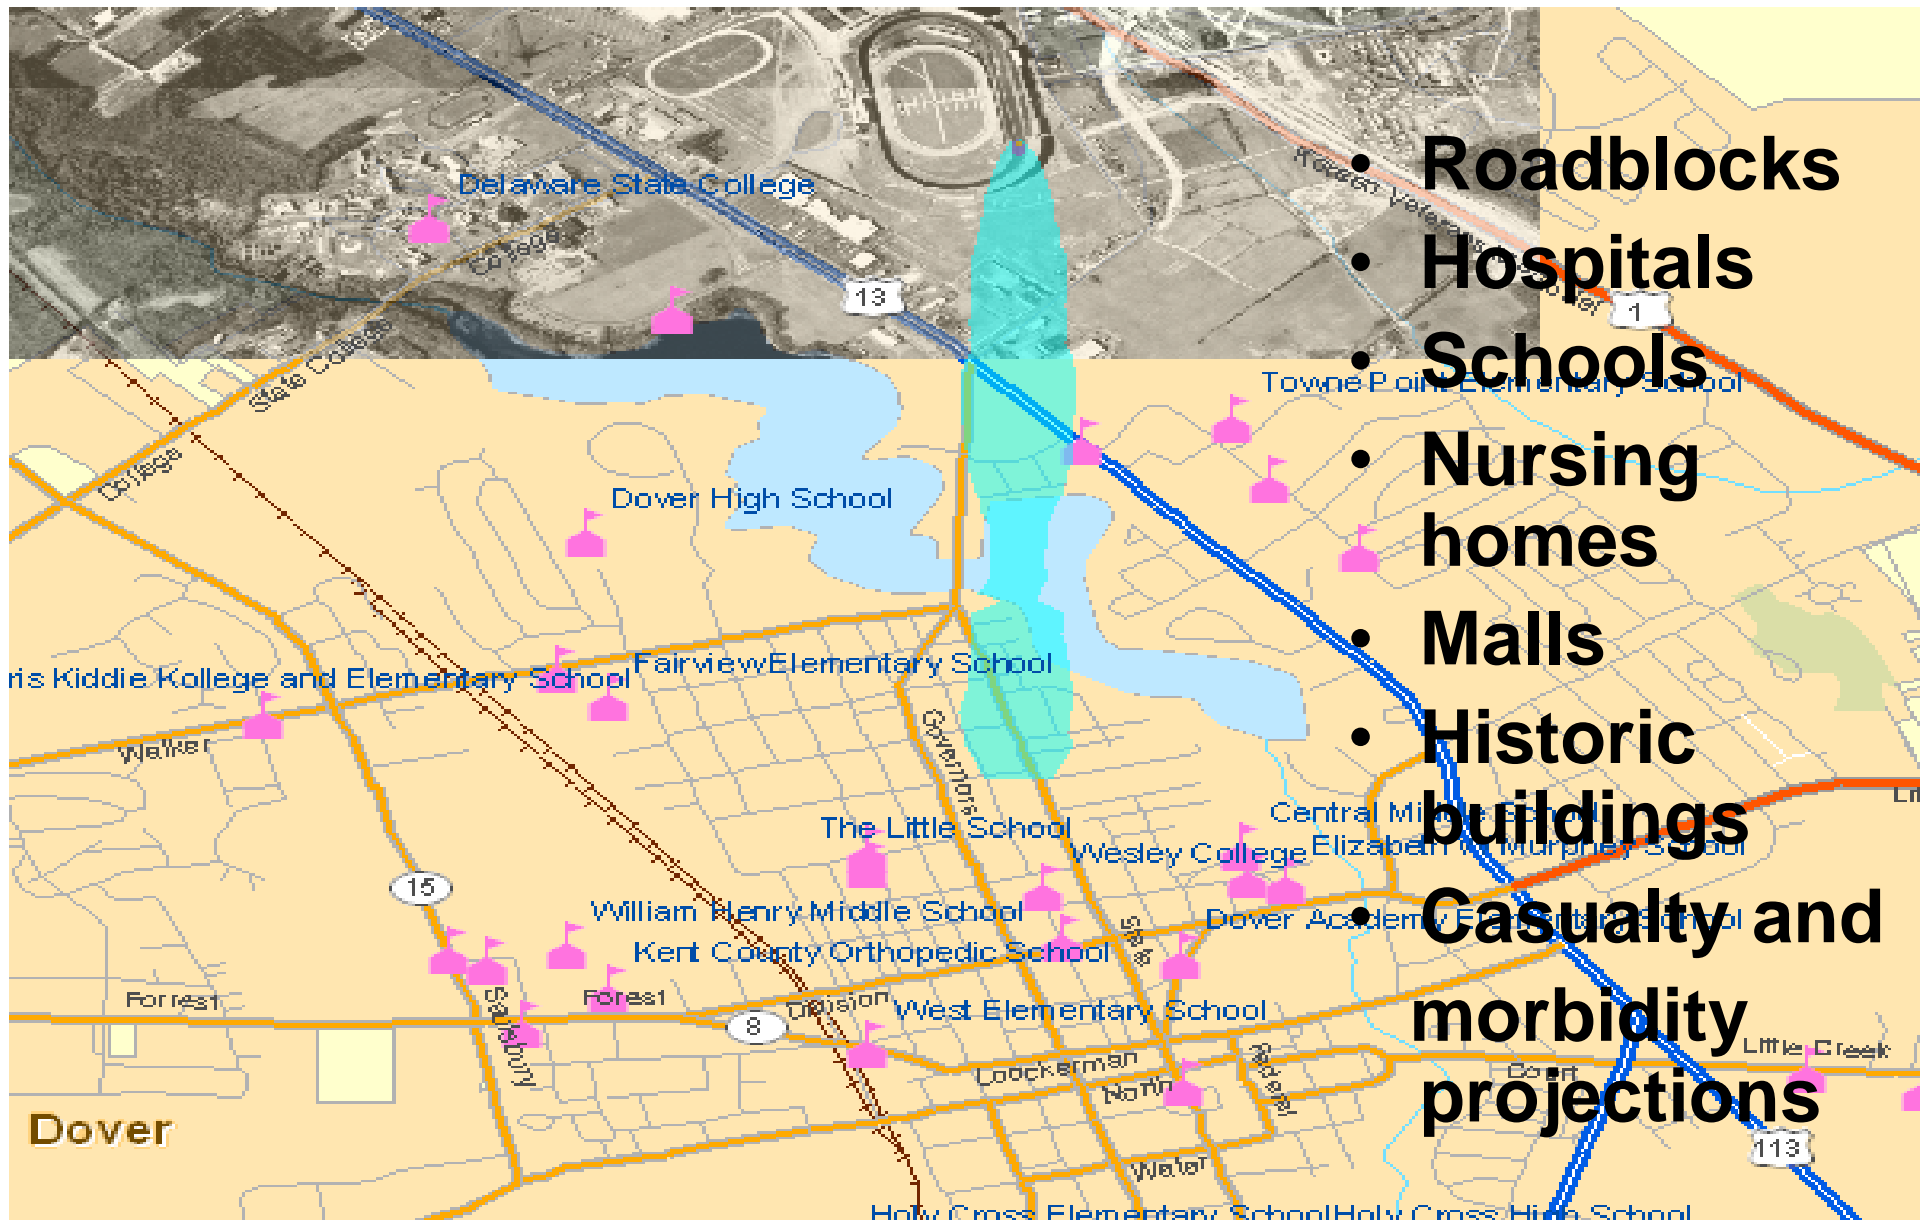 • Roadblocks
Delaware State College
College
• Hospitals
13
1
State College
• Schools
Towne Point Elementary School
College
• Nursing
homes
Dover High School
• Malls
Fairview Elementary School
ris Kiddie Kollege and Elementary School
Walker
Governors
• Historic
buildings
The Little School
Central Middle School
Wesley College
Elizabeth W Murphey School
15
William Henry Middle School
• Casualty and
morbidity
projections
Dover Academy Elementary School
Kent County Orthopedic School
State
Saulsbury
Forrest
Forest
Division
West Elementary School
8
Loockerman
North
Federal
Court
Little Creek
Dover
Water
113
Holy Cross Elementary School
Holy Cross High School